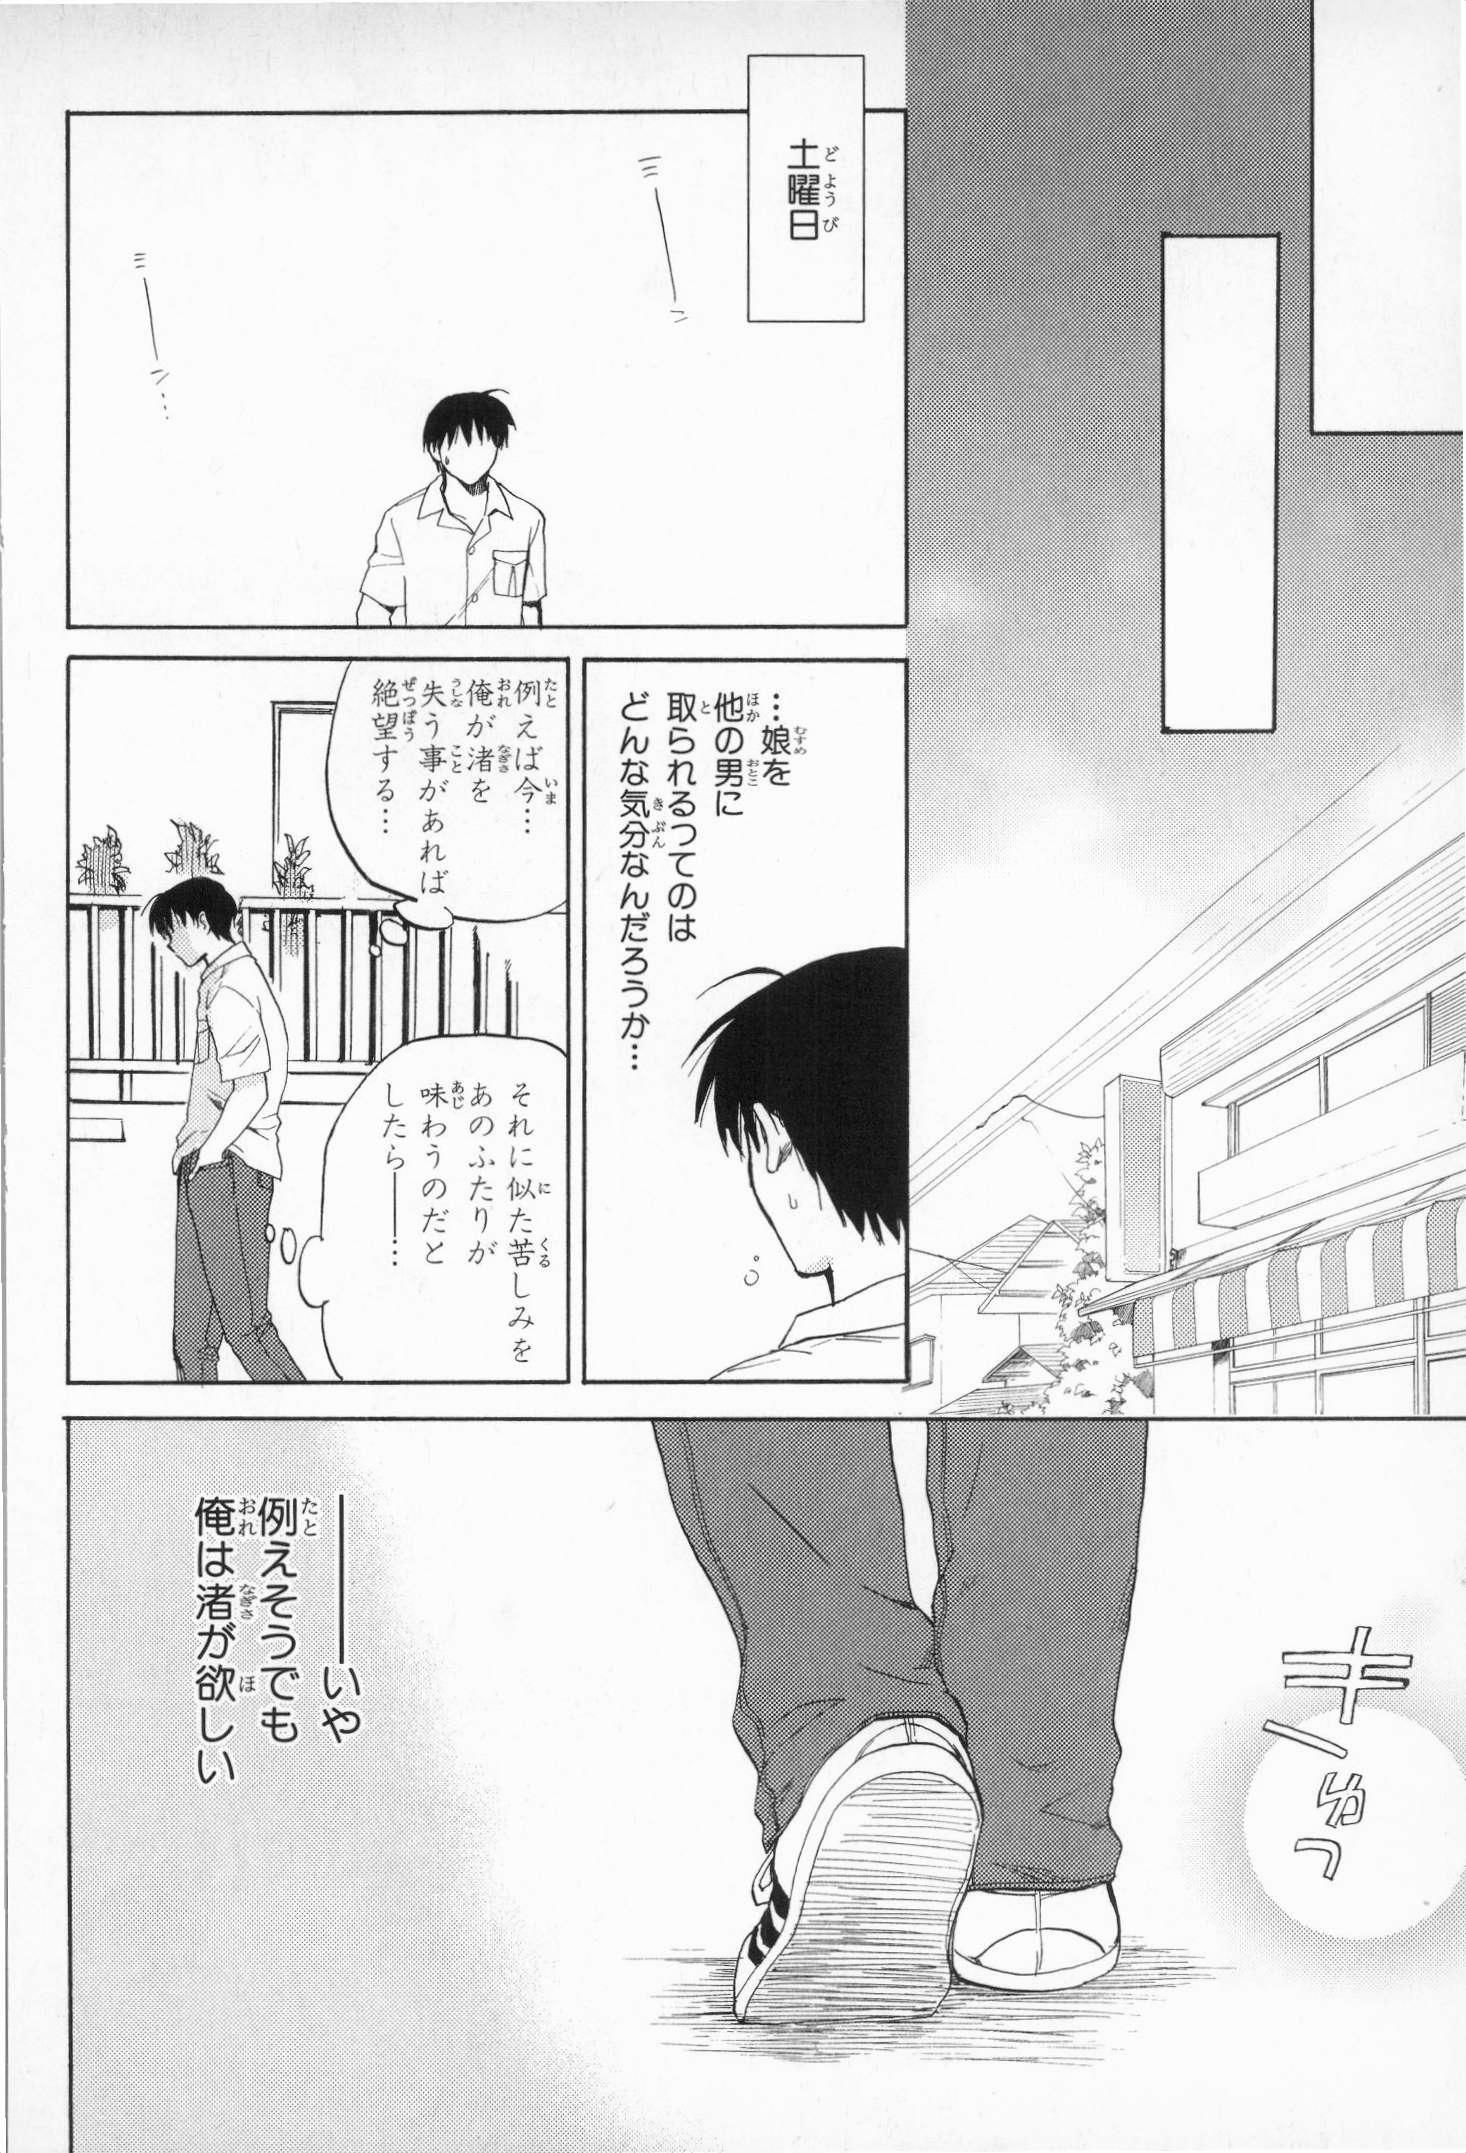 土曜日
ミーン
ミーン…
…娘を
他の男に
取られるってのは
どんな気分なんだろうか…
例えば今…
俺が渚を
失う事があれば
絶望する…
それに似た苦しみを
あのふたりが
味わうのだと
したら――…
キュッ
――いや
例えそうでも
俺は渚が欲しい